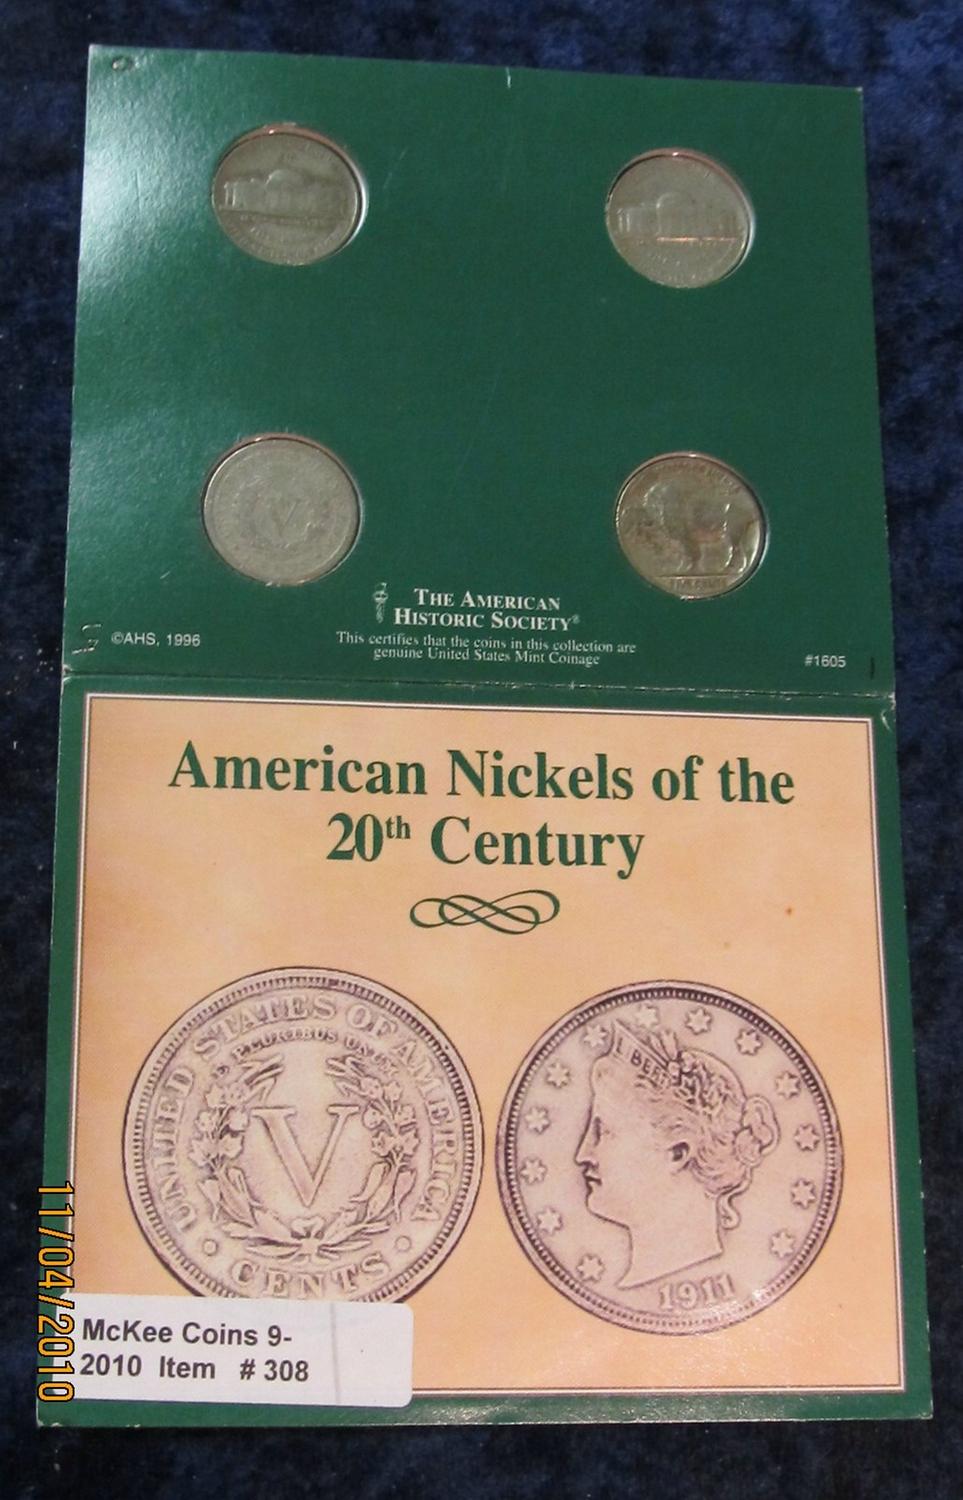 V
THE AMERICAN
HISTORIC SOCIETY®
©AHS, 1996
This certifies that the coins in this collection are
genuine United States Mint Coinage
#1605
American Nickels of the
20th Century
UNITED STATES OF AMERICA
E PLURIBUS UNUM
V
CENTS
LIBERTY
1911
McKee Coins 9-
2010 Item # 308
11/04/2010